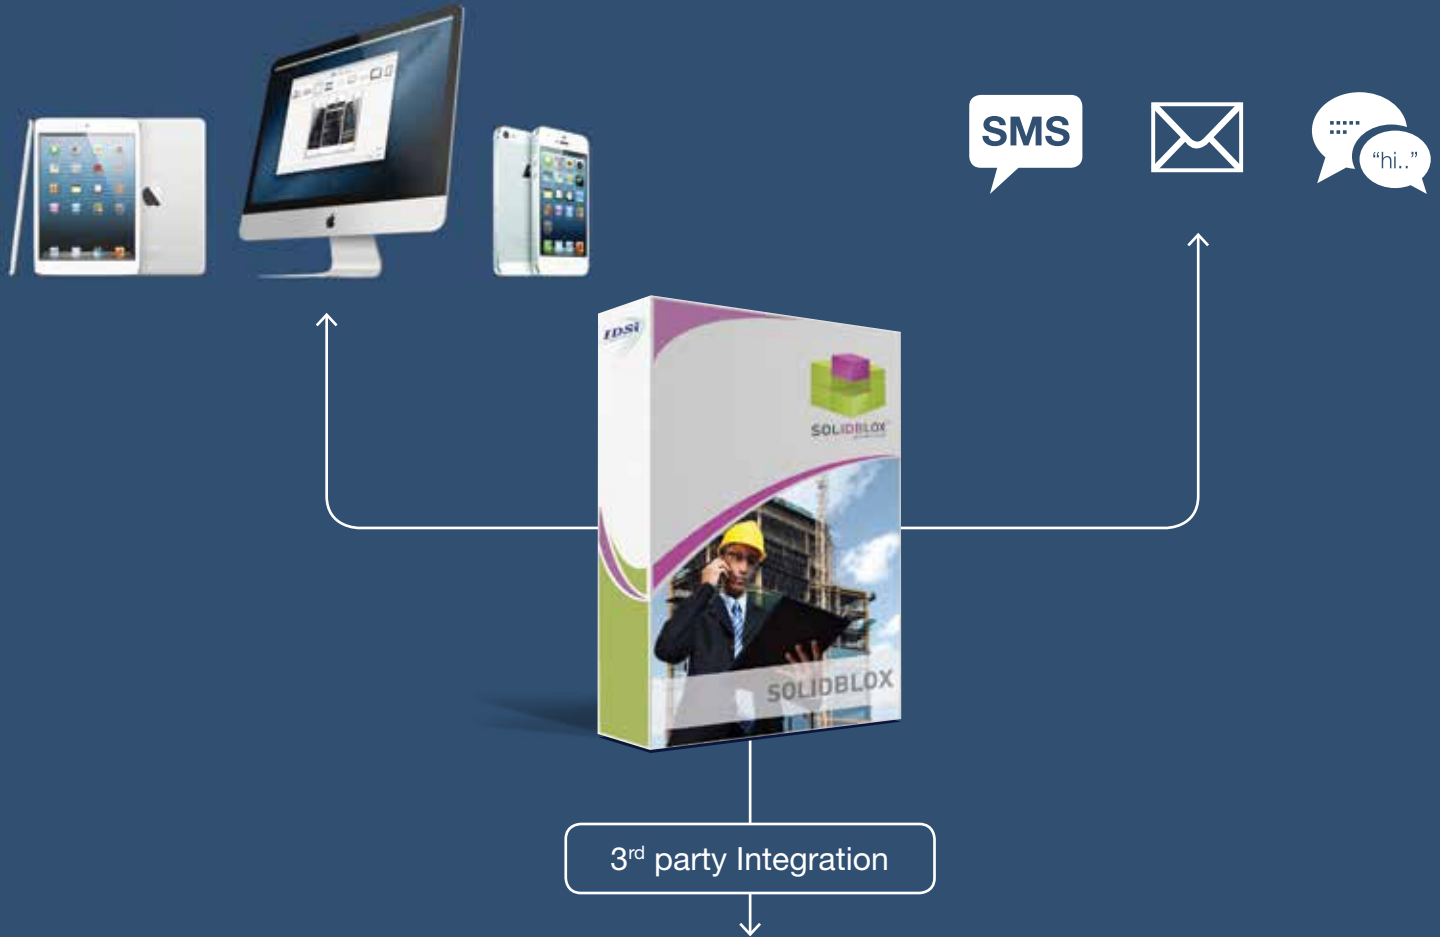 SMS
"hi.."
IDSi
SOLIDBLOX
SOLIDBLOX
3rd party Integration